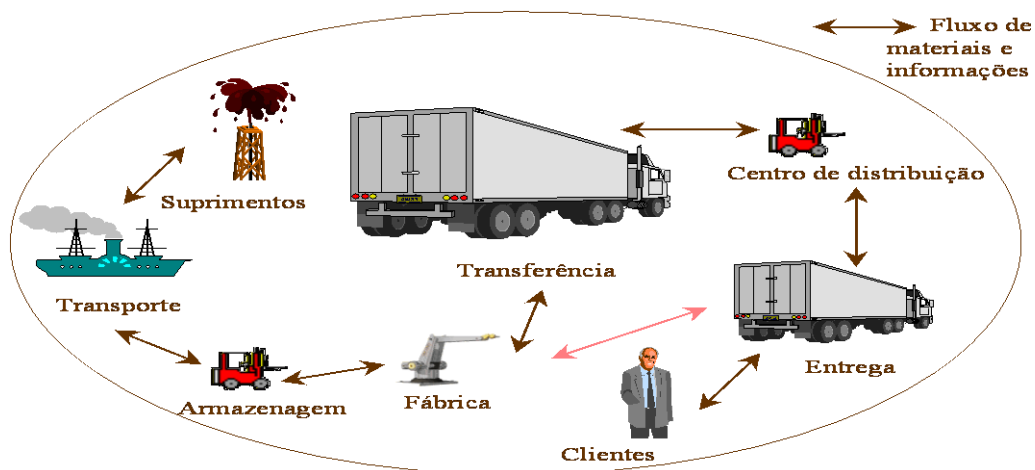 Fluxo de
materiais e
informações
Suprimentos
Centro de distribuição
Transferência
Transporte
Entrega
Armazenagem
Fábrica
Clientes